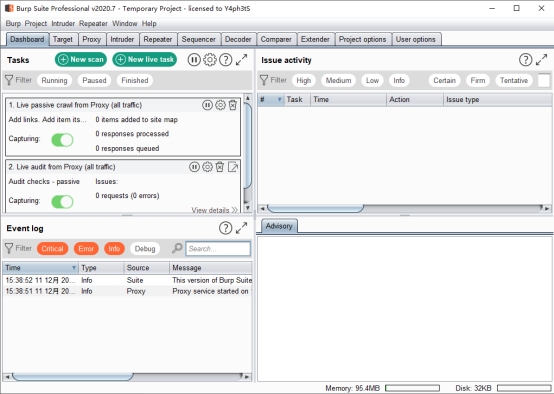 Burp Suite Professional v2020.7 - Temporary Project - licensed to Y4ph3tS
Burp Project Intruder Repeater Window Help
Dashboard Target Proxy Intruder Repeater Sequencer Decoder Comparer Extender Project options User options
Tasks
New scan
New live task
Filter Running Paused Finished
1. Live passive crawl from Proxy (all traffic)
Add links. Add item its... 0 items added to site map
0 responses processed
Capturing:
0 responses queued
2. Live audit from Proxy (all traffic)
Audit checks - passive Issues:
0 requests (0 errors)
Capturing:
View details
Issue activity
Filter High Medium Low Info Certain Firm Tentative
# Task Time Action Issue type
Event log
Filter Critical Error Info Debug Search...
Time Type Source Message
15:38:52 11 12月 20... Info Suite This version of Burp Suite
15:38:51 11 12月 20... Info Proxy Proxy service started on
Advisory
Memory: 95.4MB Disk: 32KB